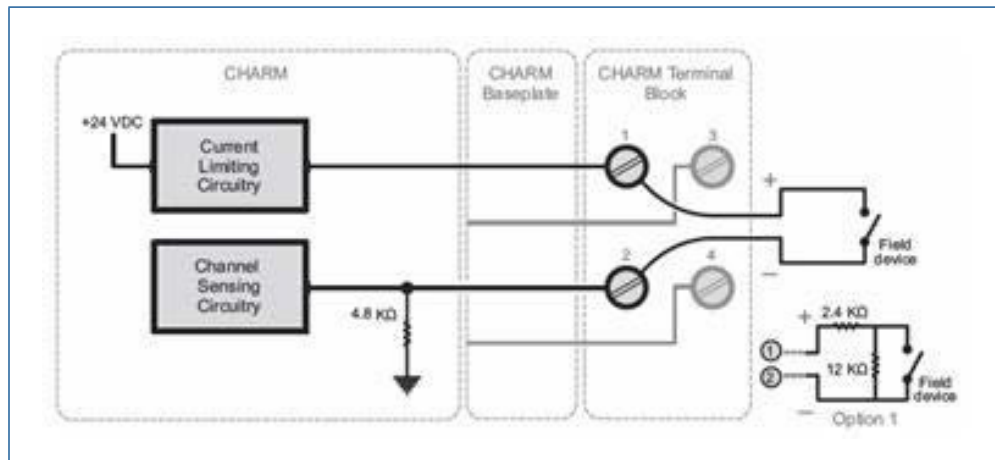 CHARM
CHARM
Baseplate
CHARM Terminal
Block
+24 VDC
Current
Limiting
Circuitry
1
3
+
Channel
Sensing
Circuitry
2
4
−
Field
device
4.8 KΩ
+
2.4 KΩ
1
2
12 KΩ
−
Field
device
Option 1